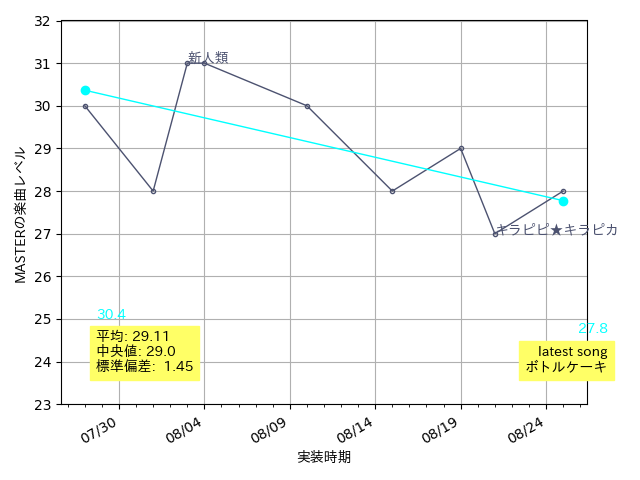 32
31
30
29
28
27
26
25
24
23
MASTERの楽曲レベル
新人類
キラピピ★キラピカ
30.4
平均: 29.11
中央値: 29.0
標準偏差: 1.45
27.8
latest song
ボトルケーキ
07/30
08/04
08/09
08/14
08/19
08/24
実装時期